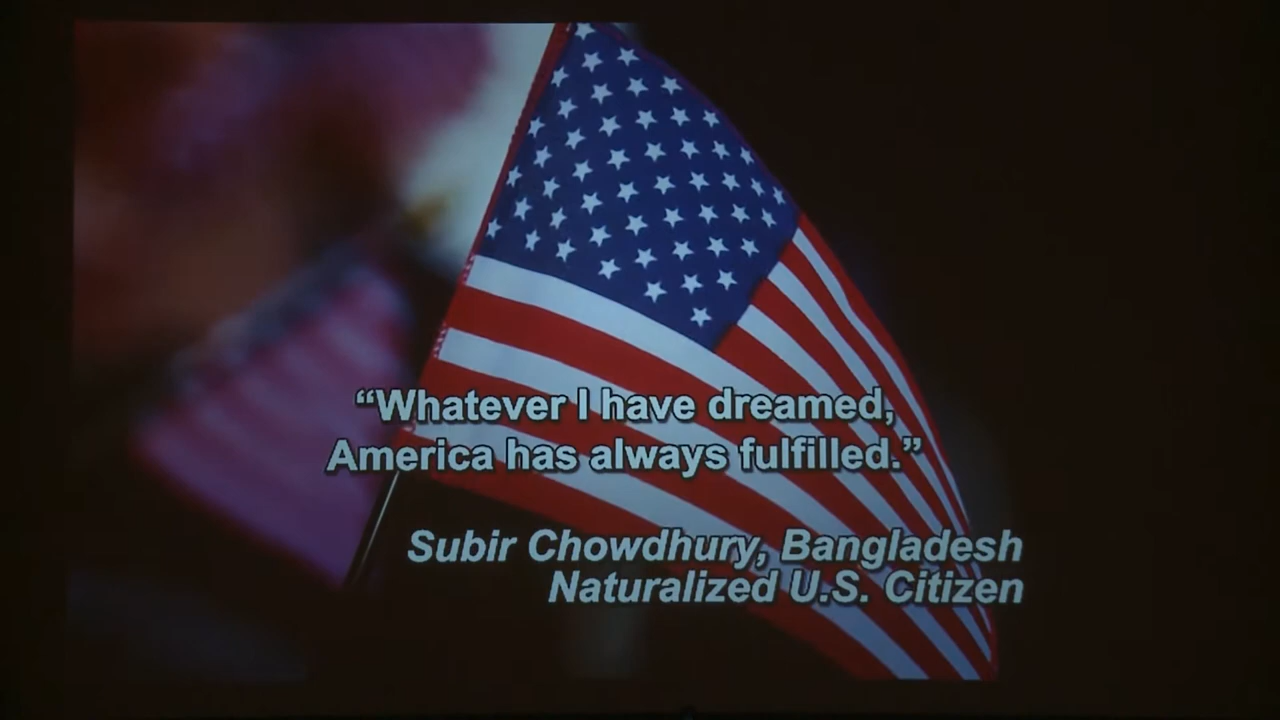 “Whatever I have dreamed,
America has always fulfilled.”
Subir Chowdhury, Bangladesh
Naturalized U.S. Citizen